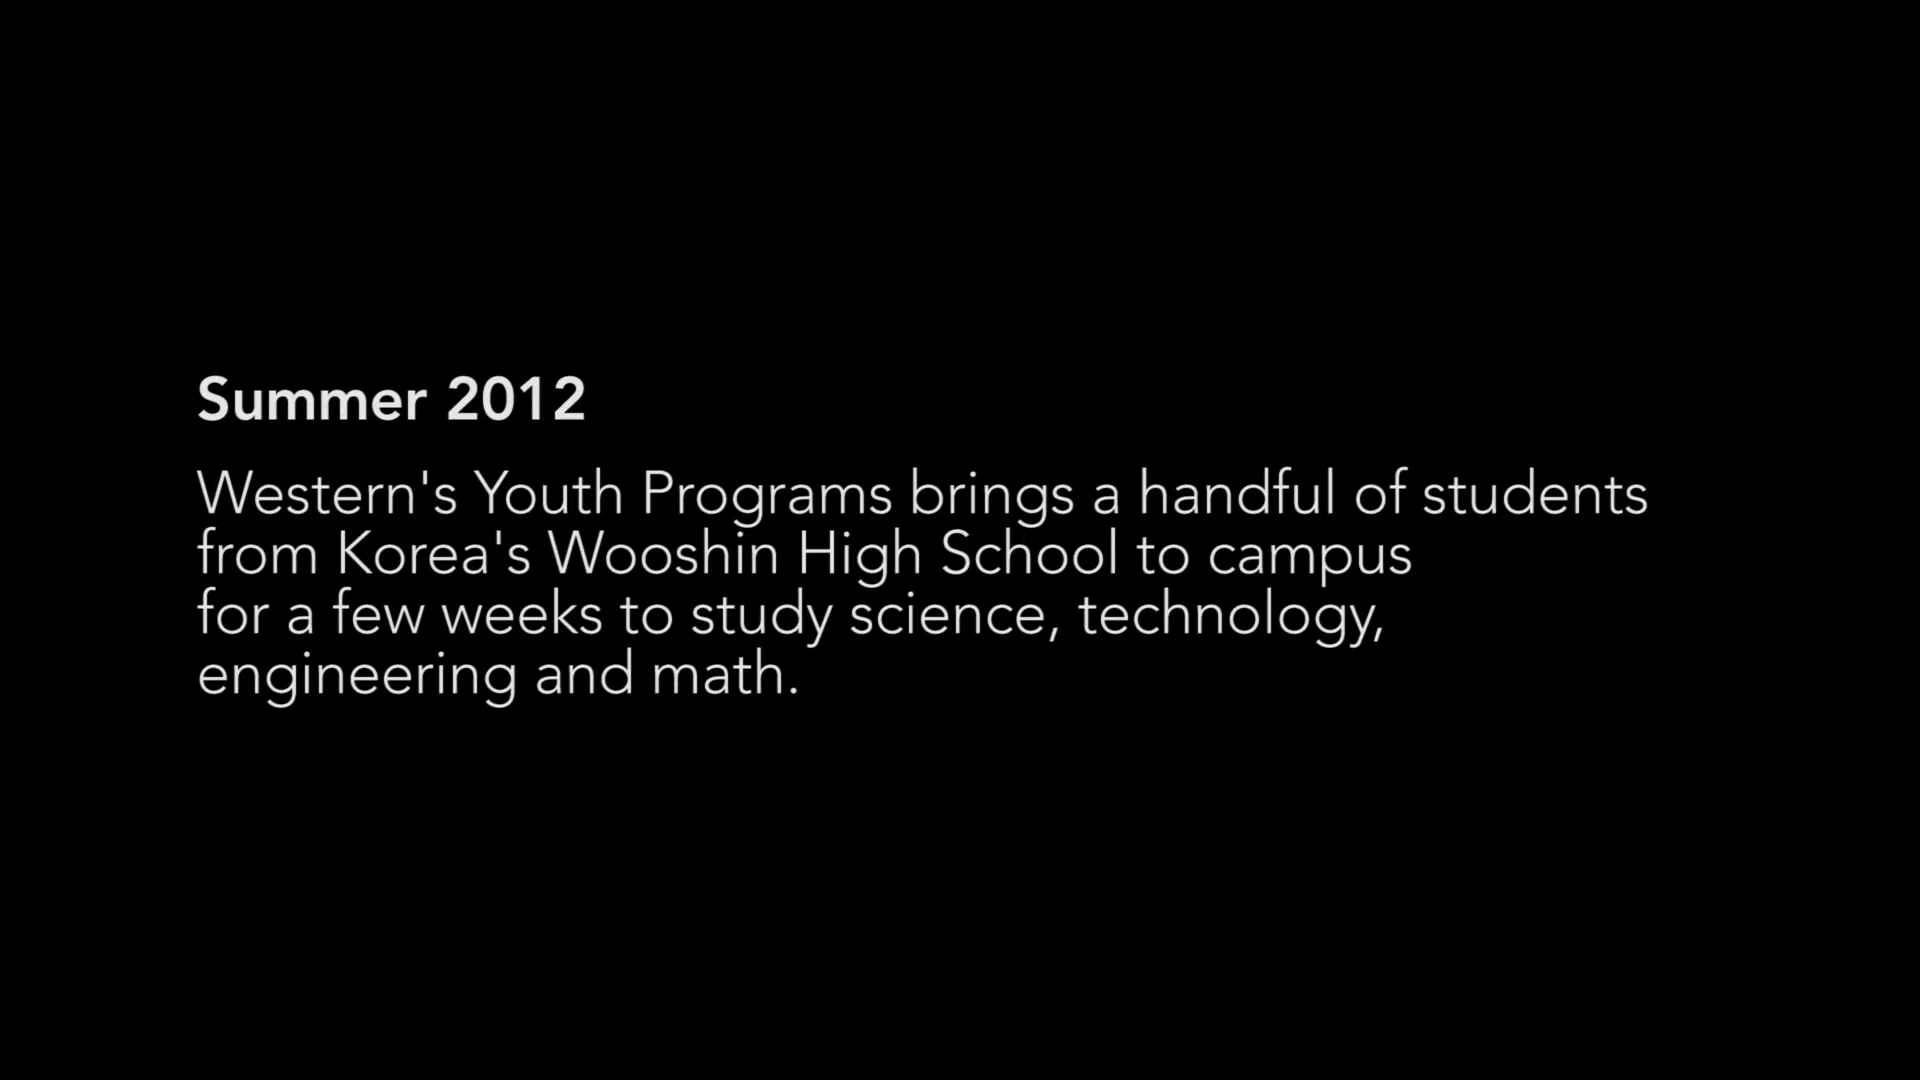 Summer 2012
Western's Youth Programs brings a handful of students
from Korea's Wooshin High School to campus
for a few weeks to study science, technology,
engineering and math.